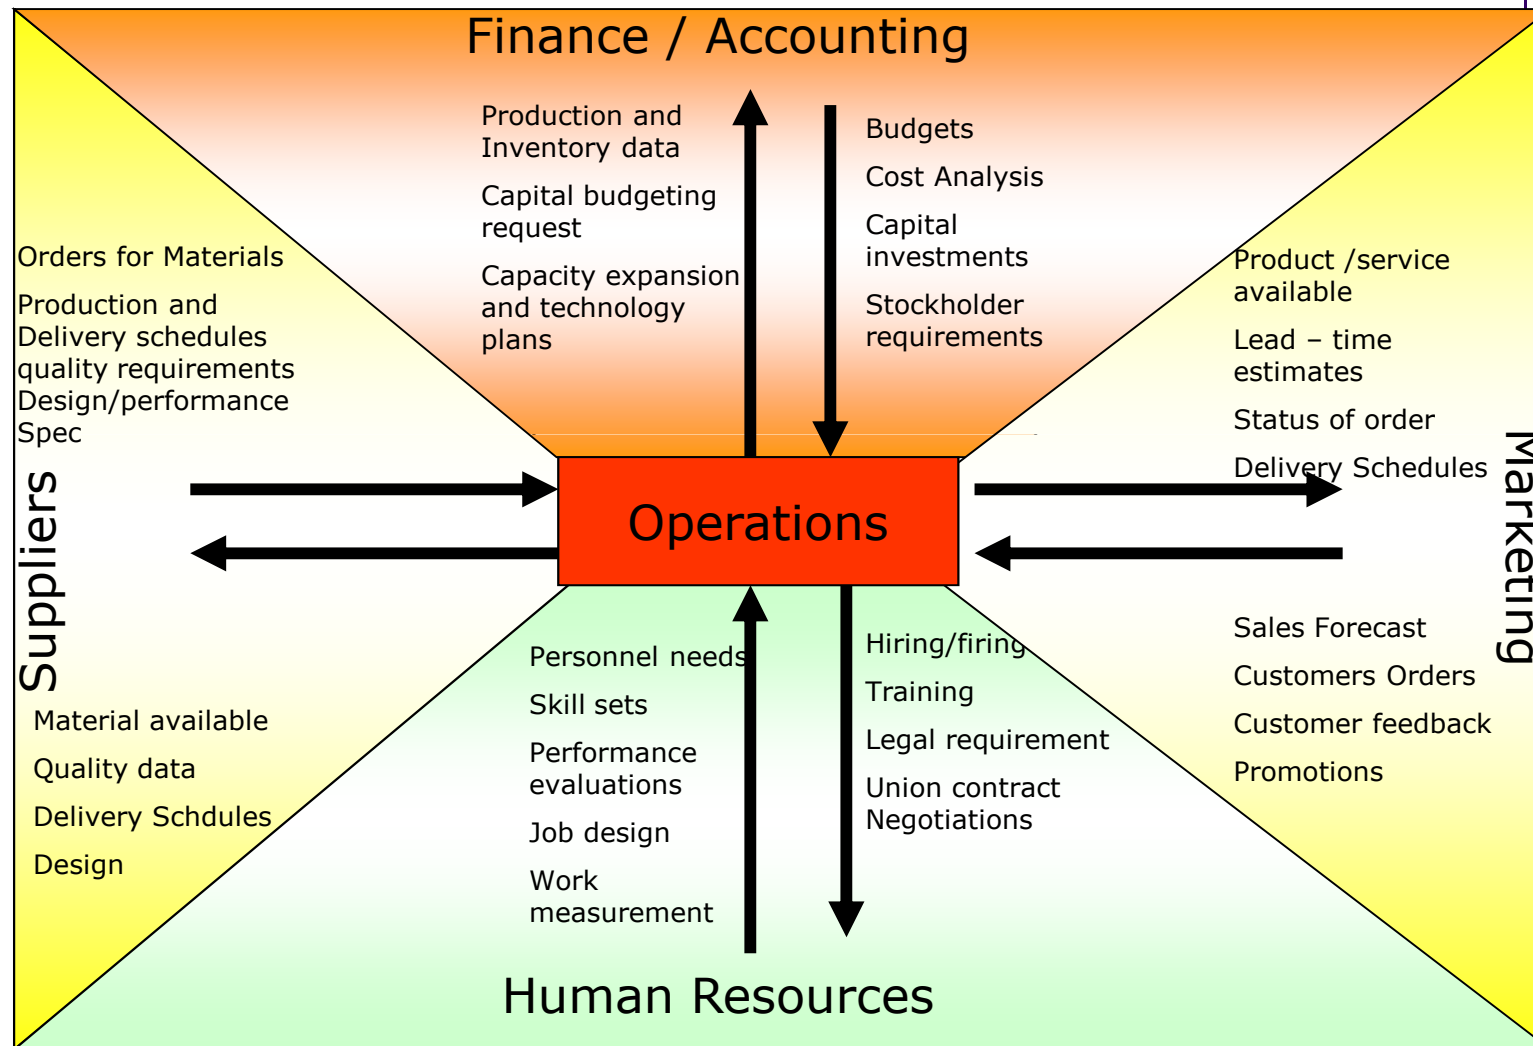 Finance / Accounting
Production and
Inventory data
Capital budgeting
request
Capacity expansion
and technology
plans
Budgets
Cost Analysis
Capital
investments
Stockholder
requirements
Orders for Materials
Production and
Delivery schedules
quality requirements
Design/performance
Spec
Suppliers
Material available
Quality data
Delivery Schdules
Design
Operations
Product /service
available
Lead – time
estimates
Status of order
Delivery Schedules
Marketing
Sales Forecast
Customers Orders
Customer feedback
Promotions
Personnel needs
Skill sets
Performance
evaluations
Job design
Work
measurement
Hiring/firing
Training
Legal requirement
Union contract
Negotiations
Human Resources